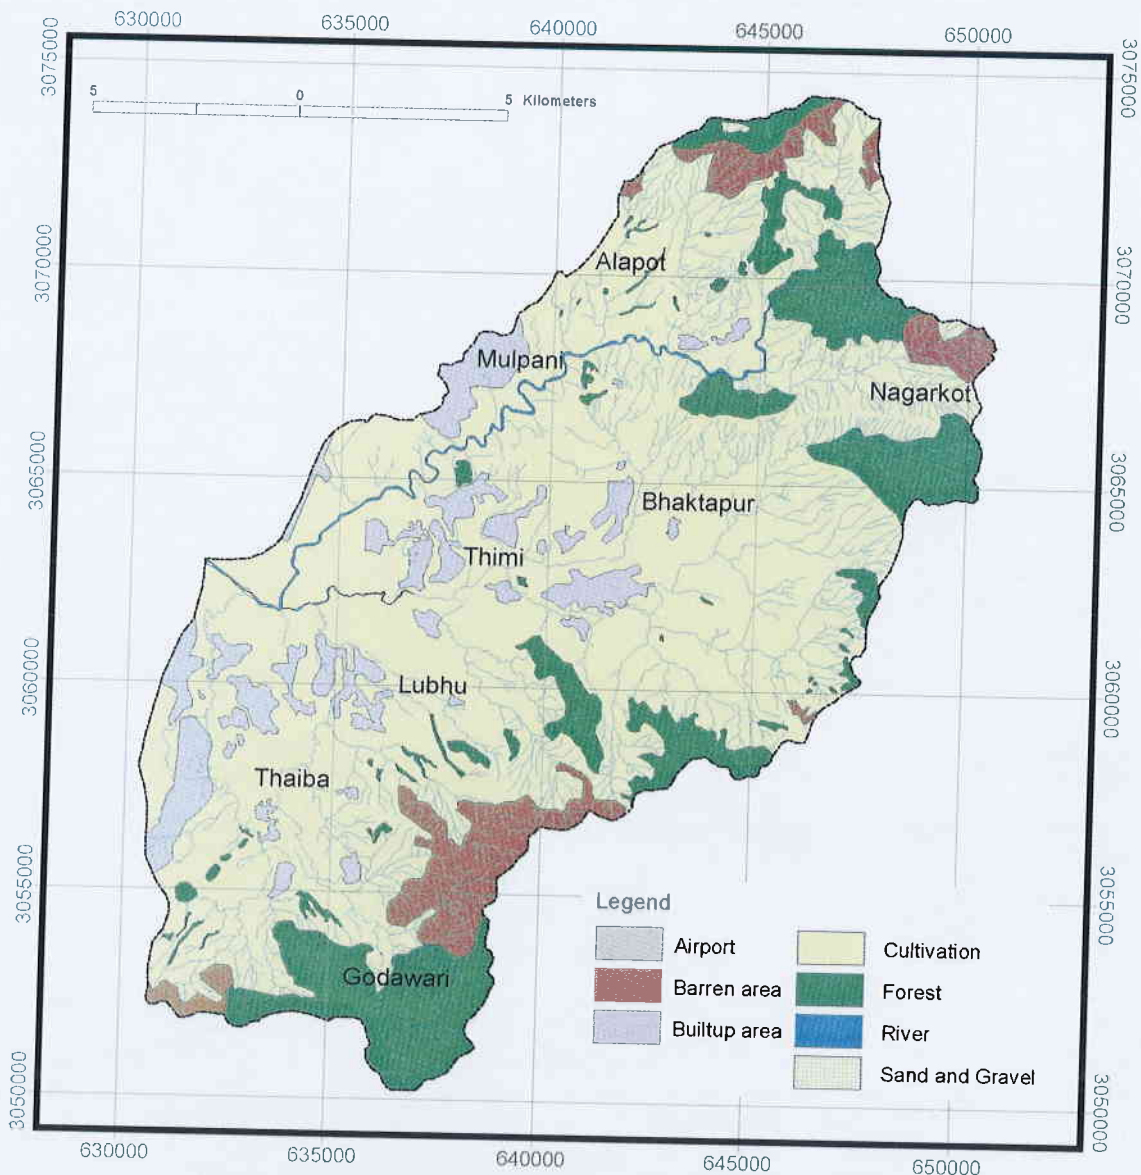 630000 635000 640000 645000 650000
3075000 3075000
5 0 5 Kilometers
Alapot
3070000 3070000
Mulpani
Nagarkot
3065000 3065000
Bhaktapur
Thimi
3060000 3060000
Lubhu
Thaiba
3055000 3055000
Legend
Airport
Cultivation
Barren area
Forest
Builtup area
River
Sand and Gravel
Godawari
3050000 3050000
630000 635000 640000 645000 650000